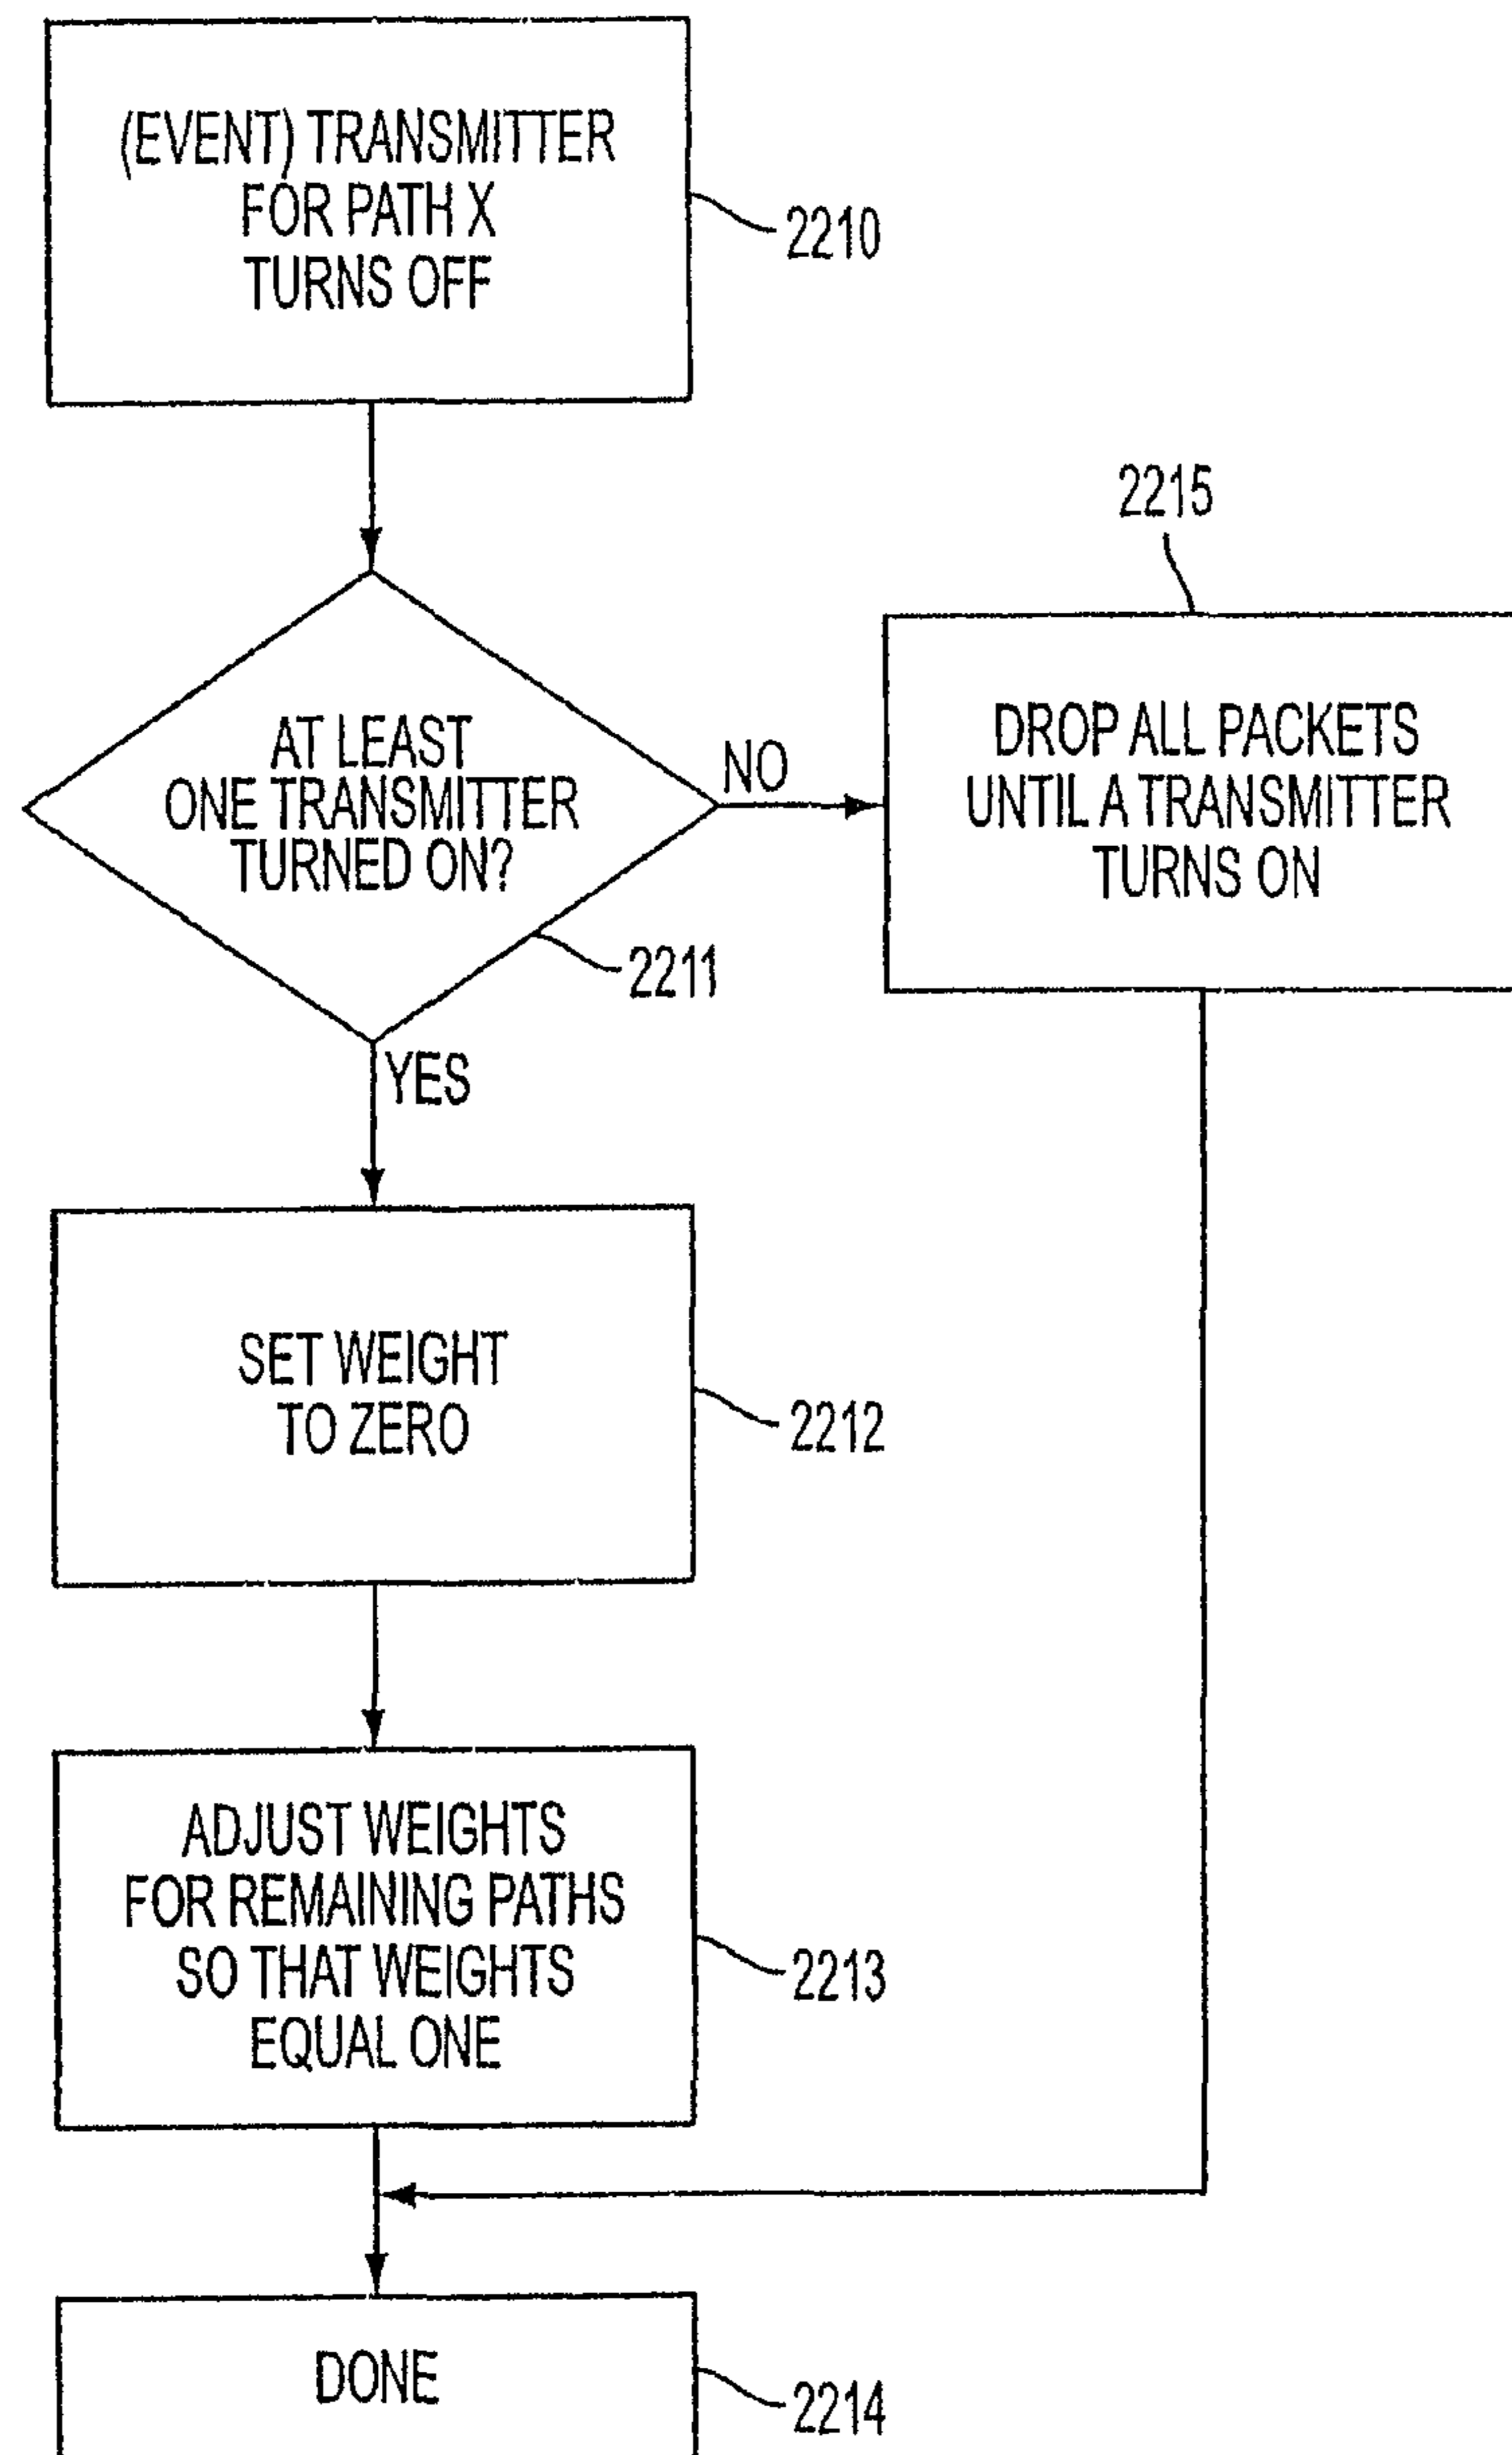 (EVENT) TRANSMITTER
FOR PATH X
TURNS OFF
2210
2215
AT LEAST
ONE TRANSMITTER
TURNED ON?
NO
2211
YES
DROP ALL PACKETS
UNTIL A TRANSMITTER
TURNS ON
SET WEIGHT
TO ZERO
2212
ADJUST WEIGHTS
FOR REMAINING PATHS
SO THAT WEIGHTS
EQUAL ONE
2213
DONE
2214